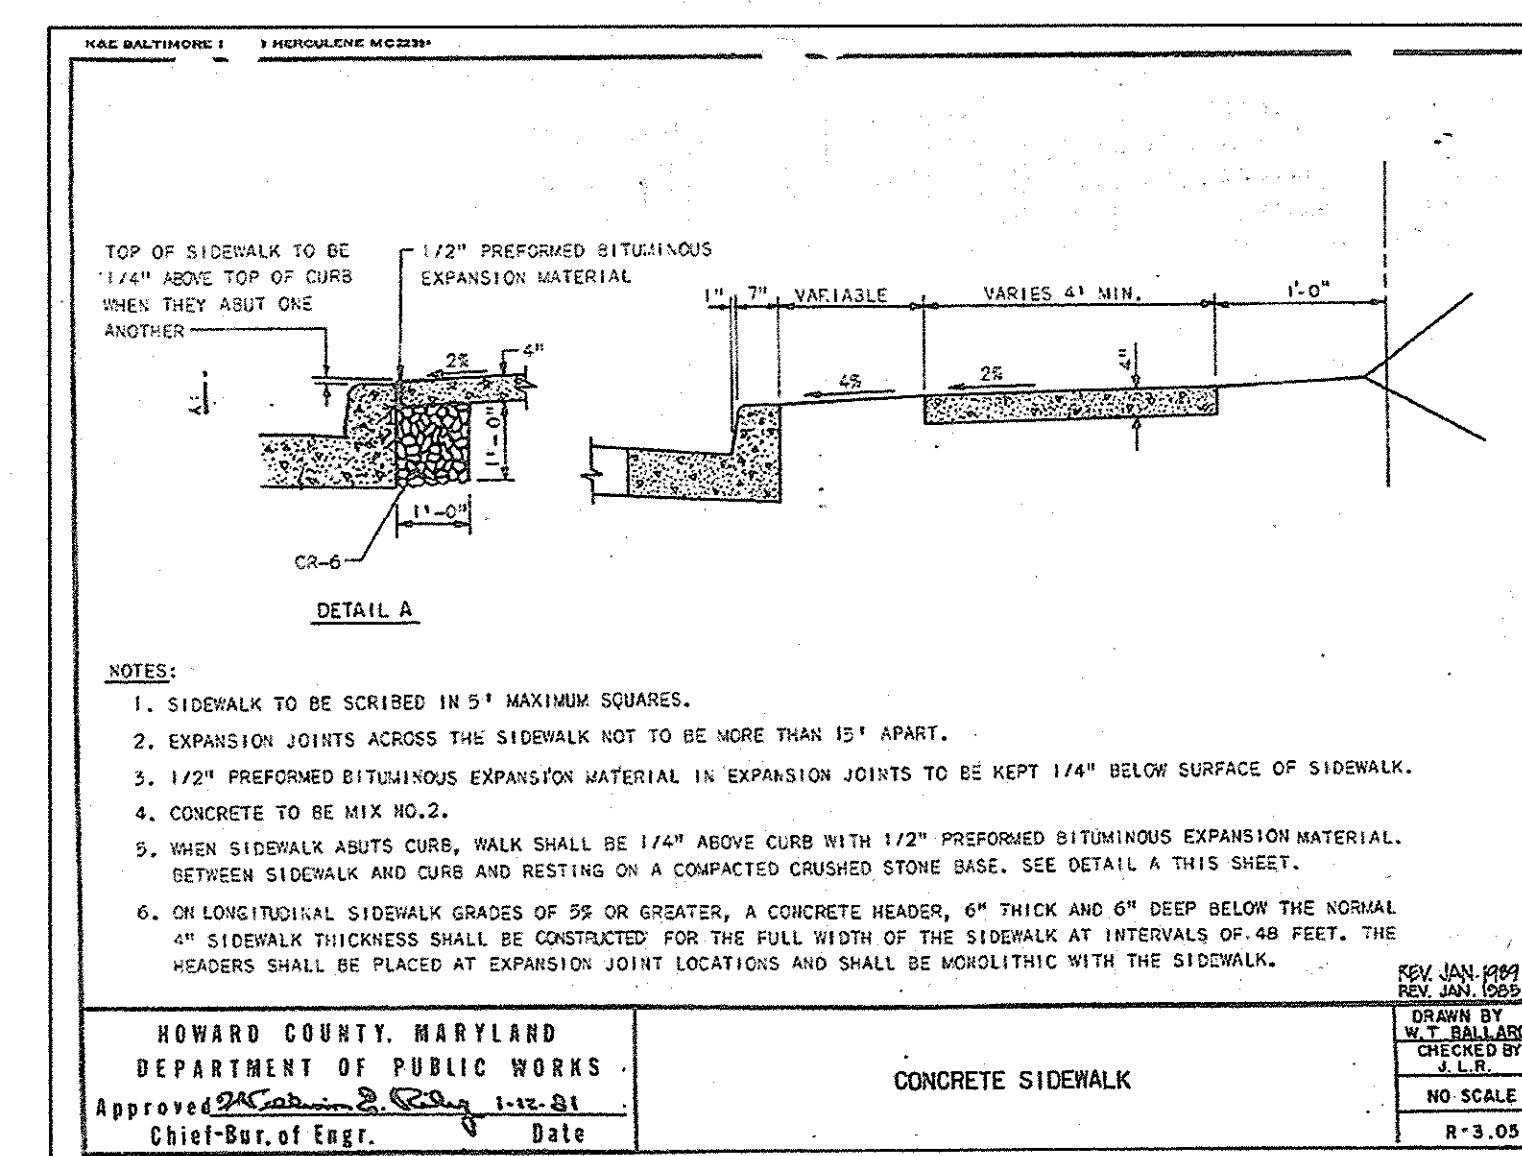 K&E BALTIMORE HERCULENE MC223
TOP OF SIDEWALK TO BE
1/4" ABOVE TOP OF CURB
WHEN THEY ABUT ONE
ANOTHER
1/2" PREFORMED BITUMINOUS
EXPANSION MATERIAL
2%
4"
1'-0"
1'-0"
CR-6
DETAIL A
1"
7"
VARIABLE
VARIES 4' MIN.
1'-0"
4%
2%
4"
NOTES:
1. SIDEWALK TO BE SCRIBED IN 5' MAXIMUM SQUARES.
2. EXPANSION JOINTS ACROSS THE SIDEWALK NOT TO BE MORE THAN 15' APART.
3. 1/2" PREFORMED BITUMINOUS EXPANSION MATERIAL IN EXPANSION JOINTS TO BE KEPT 1/4" BELOW SURFACE OF SIDEWALK.
4. CONCRETE TO BE MIX NO.2.
5. WHEN SIDEWALK ABUTS CURB, WALK SHALL BE 1/4" ABOVE CURB WITH 1/2" PREFORMED BITUMINOUS EXPANSION MATERIAL.
BETWEEN SIDEWALK AND CURB AND RESTING ON A COMPACTED CRUSHED STONE BASE. SEE DETAIL A THIS SHEET.
6. ON LONGITUDINAL SIDEWALK GRADES OF 5% OR GREATER, A CONCRETE HEADER, 6" THICK AND 6" DEEP BELOW THE NORMAL
4" SIDEWALK THICKNESS SHALL BE CONSTRUCTED FOR THE FULL WIDTH OF THE SIDEWALK AT INTERVALS OF 48 FEET. THE
HEADERS SHALL BE PLACED AT EXPANSION JOINT LOCATIONS AND SHALL BE MONOLITHIC WITH THE SIDEWALK.
REV. JAN. 1989
REV. JAN. 1985
HOWARD COUNTY, MARYLAND
DEPARTMENT OF PUBLIC WORKS
Approved 1-12-81
Chief-Bur. of Engr. Date
CONCRETE SIDEWALK
DRAWN BY
W.T. BALLARD
CHECKED BY
J.L.R.
NO SCALE
R-3.05